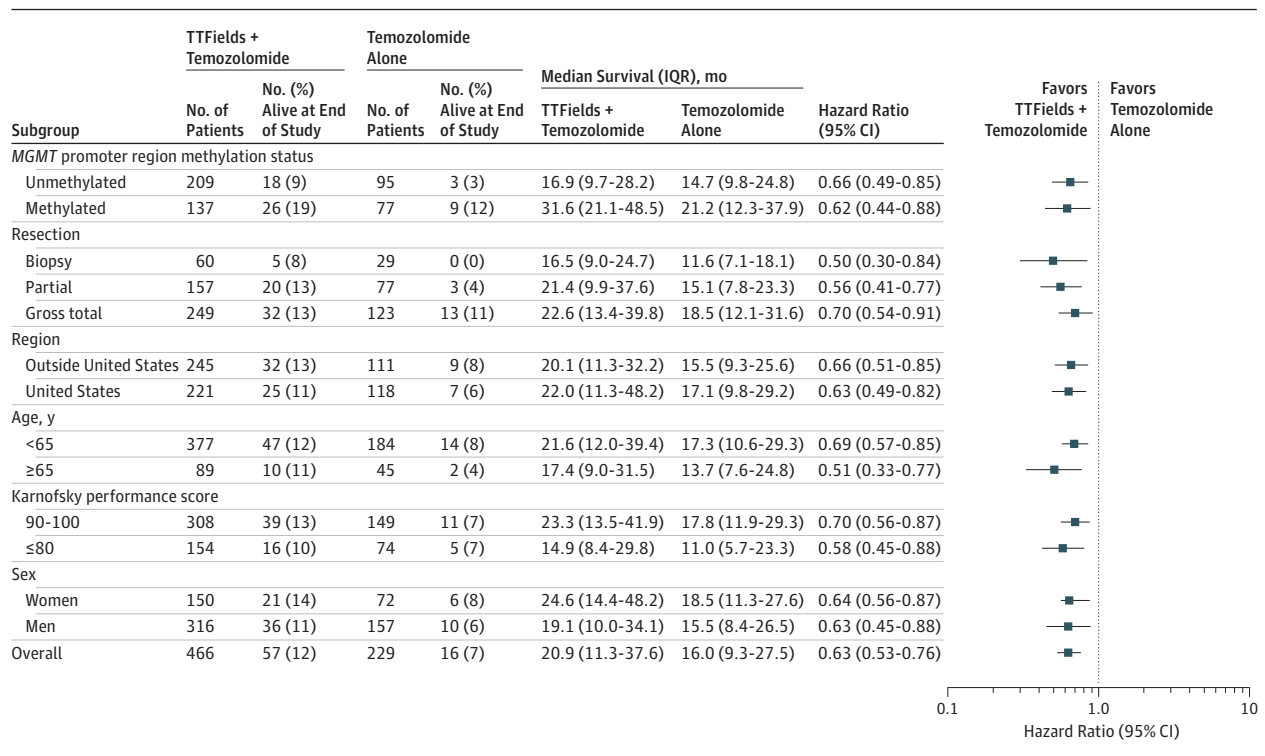 TTFields + Temozolomide Temozolomide Alone Median Survival (IQR), mo Favors TTFields + Temozolomide Favors Temozolomide Alone
Subgroup No. of Patients No. (%) Alive at End of Study No. of Patients No. (%) Alive at End of Study TTFields + Temozolomide Temozolomide Alone Hazard Ratio (95% CI)
MGMT promoter region methylation status
Unmethylated 209 18 (9) 95 3 (3) 16.9 (9.7-28.2) 14.7 (9.8-24.8) 0.66 (0.49-0.85)
Methylated 137 26 (19) 77 9 (12) 31.6 (21.1-48.5) 21.2 (12.3-37.9) 0.62 (0.44-0.88)
Resection
Biopsy 60 5 (8) 29 0 (0) 16.5 (9.0-24.7) 11.6 (7.1-18.1) 0.50 (0.30-0.84)
Partial 157 20 (13) 77 3 (4) 21.4 (9.9-37.6) 15.1 (7.8-23.3) 0.56 (0.41-0.77)
Gross total 249 32 (13) 123 13 (11) 22.6 (13.4-39.8) 18.5 (12.1-31.6) 0.70 (0.54-0.91)
Region
Outside United States 245 32 (13) 111 9 (8) 20.1 (11.3-32.2) 15.5 (9.3-25.6) 0.66 (0.51-0.85)
United States 221 25 (11) 118 7 (6) 22.0 (11.3-48.2) 17.1 (9.8-29.2) 0.63 (0.49-0.82)
Age, y
<65 377 47 (12) 184 14 (8) 21.6 (12.0-39.4) 17.3 (10.6-29.3) 0.69 (0.57-0.85)
≥65 89 10 (11) 45 2 (4) 17.4 (9.0-31.5) 13.7 (7.6-24.8) 0.51 (0.33-0.77)
Karnofsky performance score
90-100 308 39 (13) 149 11 (7) 23.3 (13.5-41.9) 17.8 (11.9-29.3) 0.70 (0.56-0.87)
≤80 154 16 (10) 74 5 (7) 14.9 (8.4-29.8) 11.0 (5.7-23.3) 0.58 (0.45-0.88)
Sex
Women 150 21 (14) 72 6 (8) 24.6 (14.4-48.2) 18.5 (11.3-27.6) 0.64 (0.56-0.87)
Men 316 36 (11) 157 10 (6) 19.1 (10.0-34.1) 15.5 (8.4-26.5) 0.63 (0.45-0.88)
Overall 466 57 (12) 229 16 (7) 20.9 (11.3-37.6) 16.0 (9.3-27.5) 0.63 (0.53-0.76)
0.1 1.0 10
Hazard Ratio (95% CI)